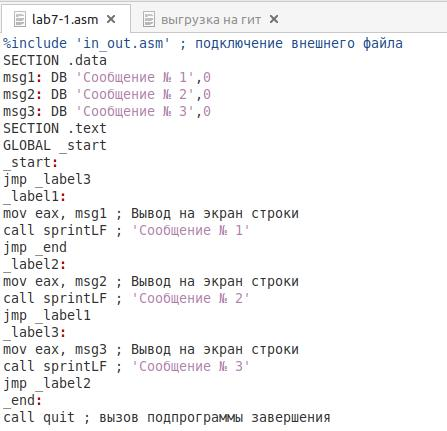 lab7-1.asm × выгрузка на гит ×
%include 'in_out.asm' ; подключение внешнего файла
SECTION .data
msg1: DB 'Сообщение № 1',0
msg2: DB 'Сообщение № 2',0
msg3: DB 'Сообщение № 3',0
SECTION .text
GLOBAL _start
_start:
jmp _label3
_label1:
mov eax, msg1 ; Вывод на экран строки
call sprintLF ; 'Сообщение № 1'
jmp _end
_label2:
mov eax, msg2 ; Вывод на экран строки
call sprintLF ; 'Сообщение № 2'
jmp _label1
_label3:
mov eax, msg3 ; Вывод на экран строки
call sprintLF ; 'Сообщение № 3'
jmp _label2
_end:
call quit ; вызов подпрограммы завершения